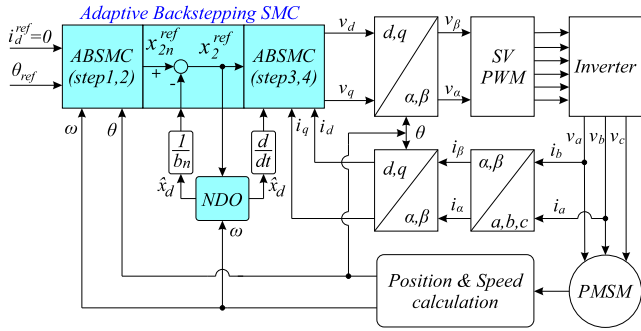 Adaptive Backstepping SMC
i_d^ref=0
θ_ref
ABSMC
(step1,2)
x_2n^ref
x_2^ref
+
-
ABSMC
(step3,4)
v_d
v_q
d,q
α,β
v_β
v_α
SV
PWM
Inverter
v_a
v_b
v_c
ω
θ
i_q
i_d
θ
1/b_n
d/dt
x̂_d
x̂_d
NDO
ω
d,q
α,β
i_β
i_α
α,β
a,b,c
i_b
i_a
Position & Speed
calculation
PMSM